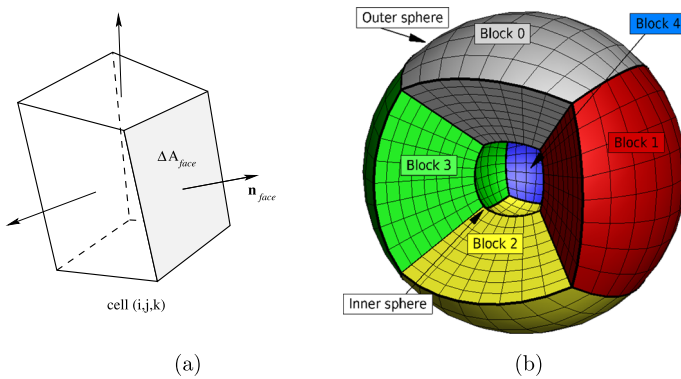 ΔA_face
n_face
cell (i,j,k)
(a)
Outer sphere
Block 0
Block 4
Block 1
Block 3
Block 2
Inner sphere
(b)